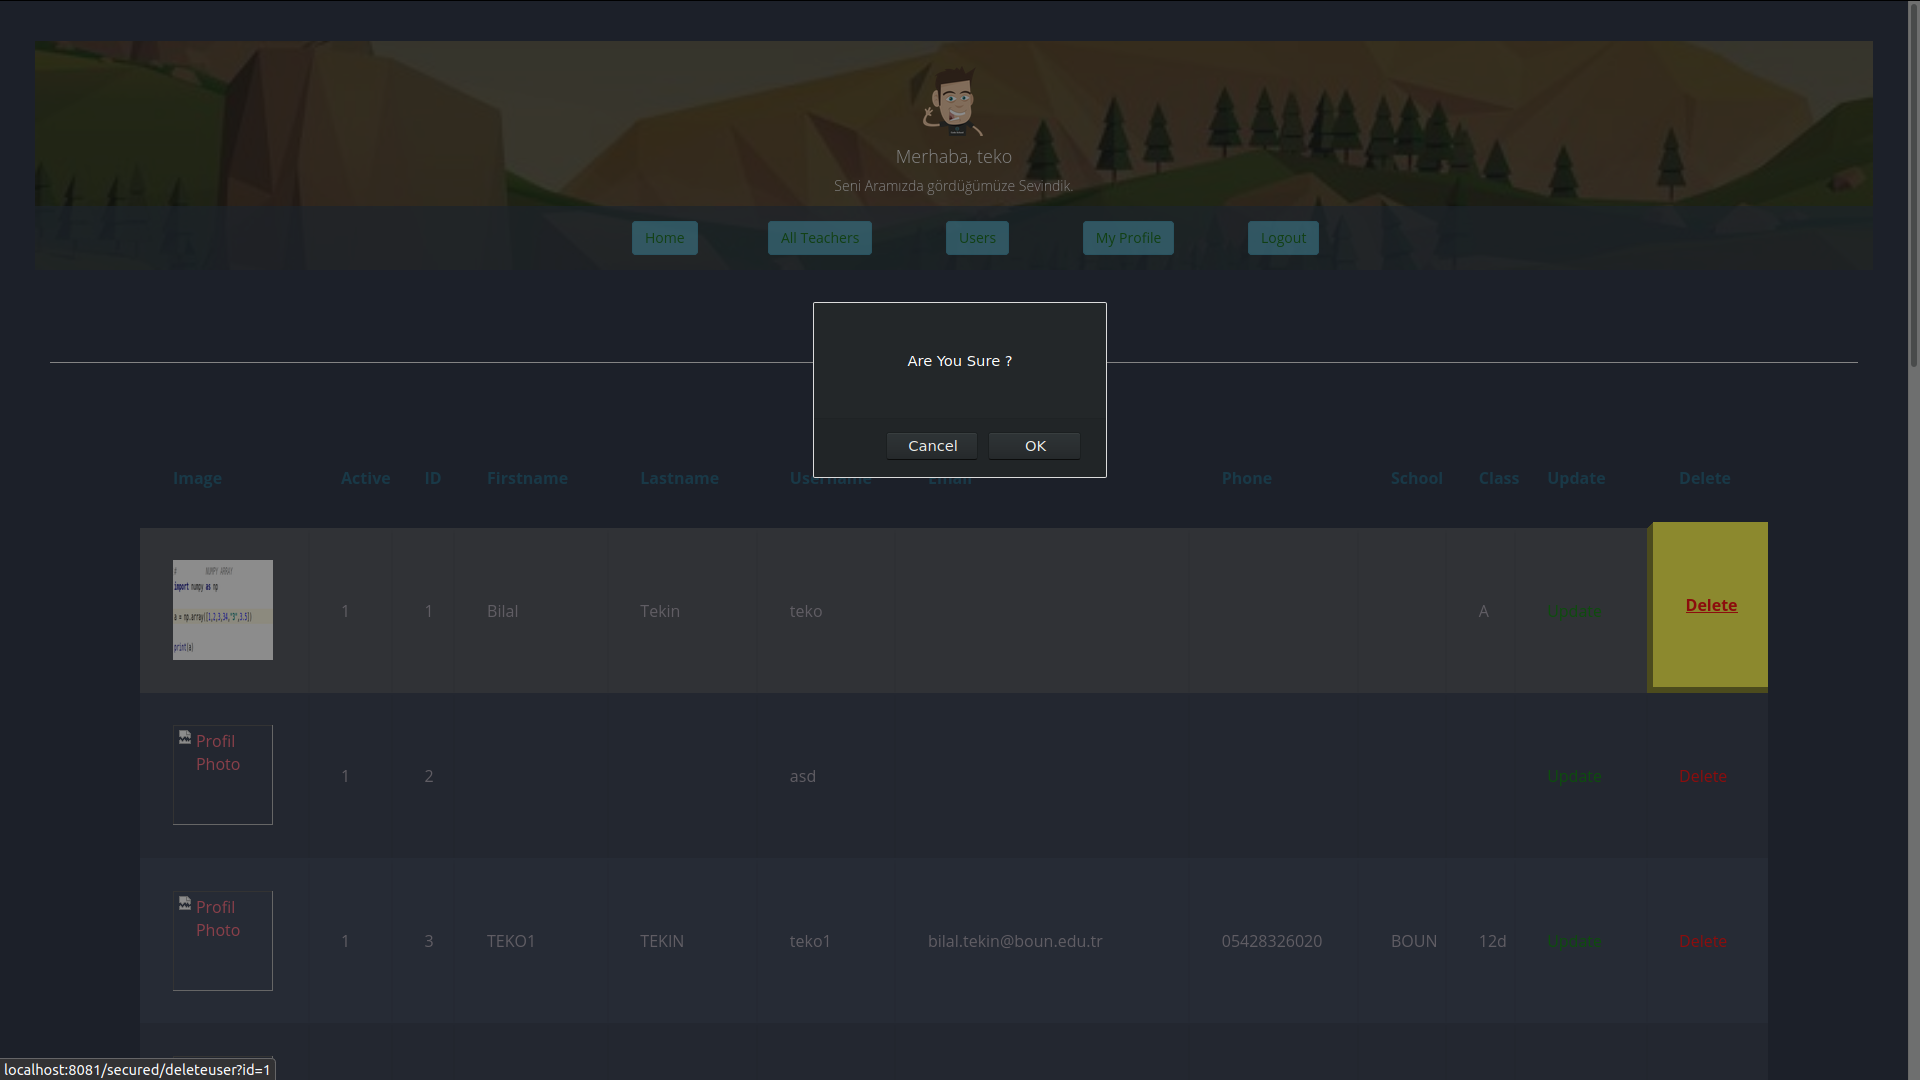 Merhaba, teko
Seni Aramızda gördüğümüze Sevindik.
Home All Teachers Users My Profile Logout
Are You Sure ?
Cancel OK
Image Active ID Firstname Lastname Username Email Phone School Class Update Delete
# NUMPY ARRAY
import numpy as np
a = np.array([1,2,3,34,"3",3.5])
print(a)
1 1 Bilal Tekin teko A Update Delete
Profil
Photo
1 2 asd Update Delete
Profil
Photo
1 3 TEKO1 TEKIN teko1 bilal.tekin@boun.edu.tr 05428326020 BOUN 12d Update Delete
localhost:8081/secured/deleteuser?id=1